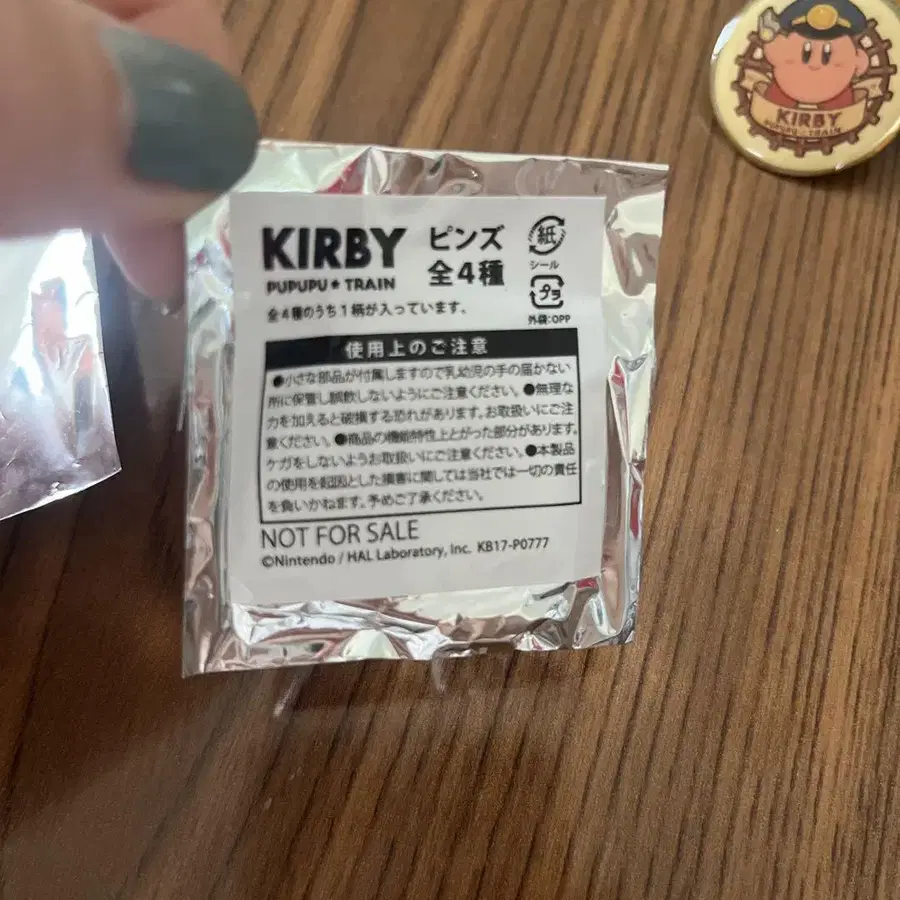 KIRBY
PUPUPU★TRAIN
KIRBY
PUPUPU★TRAIN
ピンズ
全4種
紙
シール
プラ
外袋:OPP
全4種のうち1柄が入っています。
使用上のご注意
●小さな部品が付属しますので乳幼児の手の届かない
所に保管し誤飲しないようにご注意ください。●無理な
力を加えると破損する恐れがあります。お取扱いにご注
意ください。●商品の機能特性上とがった部分があります。
ケガをしないようお取扱いにご注意ください。●本製品
の使用を起因とした損害に関しては当社では一切の責任
を負いかねます。予めご了承ください。
NOT FOR SALE
©Nintendo / HAL Laboratory, Inc. KB17-P0777